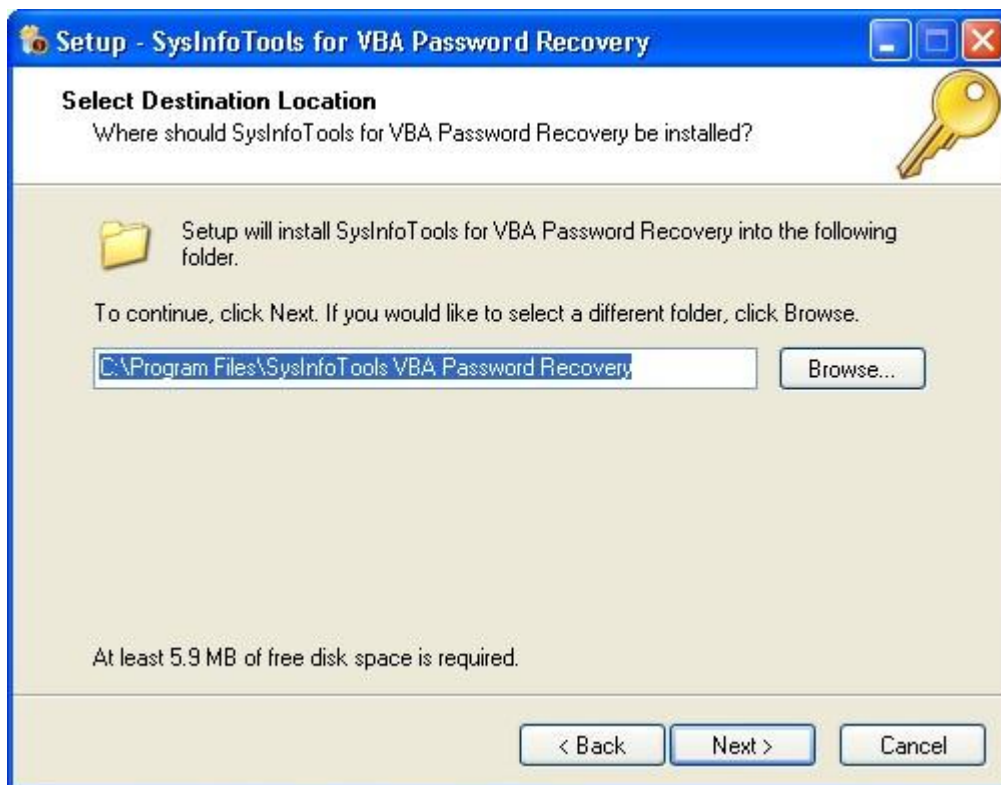 Setup - SysInfoTools for VBA Password Recovery
Select Destination Location
Where should SysInfoTools for VBA Password Recovery be installed?
Setup will install SysInfoTools for VBA Password Recovery into the following
folder.
To continue, click Next. If you would like to select a different folder, click Browse.
C:\Program Files\SysInfoTools VBA Password Recovery
Browse...
At least 5.9 MB of free disk space is required.
< Back
Next >
Cancel